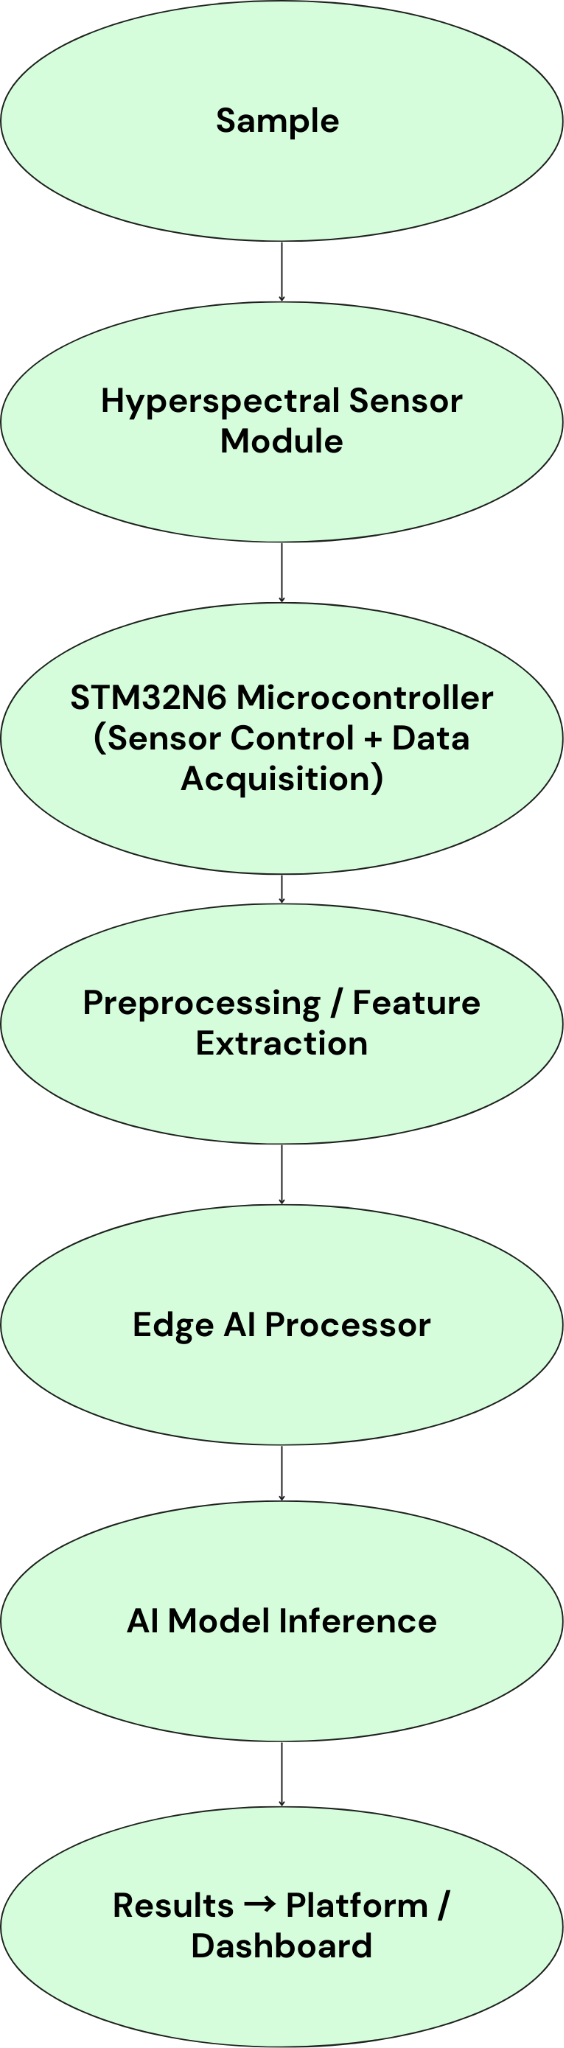 Sample
Hyperspectral Sensor
Module
STM32N6 Microcontroller
(Sensor Control + Data
Acquisition)
Preprocessing / Feature
Extraction
Edge AI Processor
AI Model Inference
Results → Platform /
Dashboard